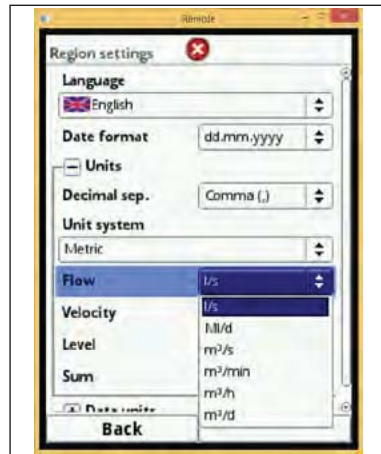 Remote
Region settings
Language
English
Date format dd.mm.yyyy
Units
Decimal sep. Comma (,)
Unit system
Metric
Flow l/s
l/s
Velocity
Ml/d
m³/s
Level
m³/min
Sum
m³/h
Data units
m³/d
Back